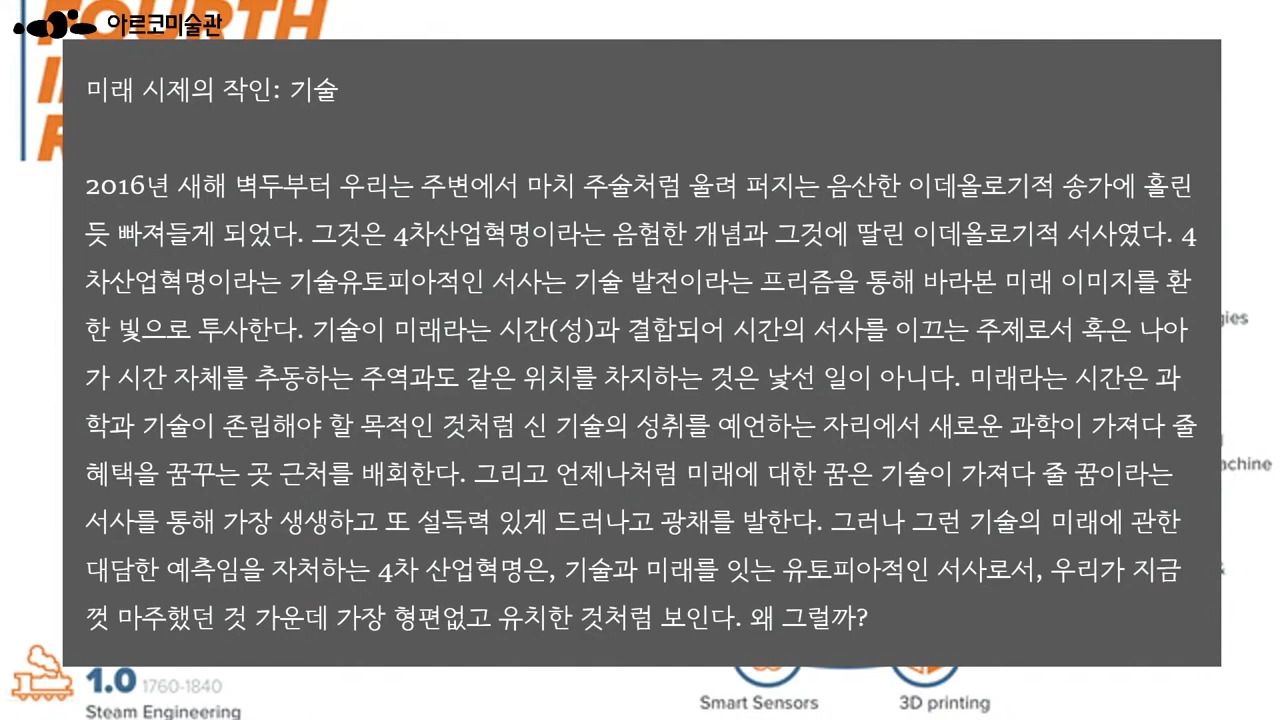 아르코미술관
FOURTH
미래 시제의 작인: 기술
2016년 새해 벽두부터 우리는 주변에서 마치 주술처럼 울려 퍼지는 음산한 이데올로기적 송가에 홀린
듯 빠져들게 되었다. 그것은 4차산업혁명이라는 음험한 개념과 그것에 딸린 이데올로기적 서사였다. 4
차산업혁명이라는 기술유토피아적인 서사는 기술 발전이라는 프리즘을 통해 바라본 미래 이미지를 환
한 빛으로 투사한다. 기술이 미래라는 시간(성)과 결합되어 시간의 서사를 이끄는 주제로서 혹은 나아
가 시간 자체를 추동하는 주역과도 같은 위치를 차지하는 것은 낯선 일이 아니다. 미래라는 시간은 과
학과 기술이 존립해야 할 목적인 것처럼 신 기술의 성취를 예언하는 자리에서 새로운 과학이 가져다 줄
혜택을 꿈꾸는 곳 근처를 배회한다. 그리고 언제나처럼 미래에 대한 꿈은 기술이 가져다 줄 꿈이라는
서사를 통해 가장 생생하고 또 설득력 있게 드러나고 광채를 발한다. 그러나 그런 기술의 미래에 관한
대담한 예측임을 자처하는 4차 산업혁명은, 기술과 미래를 잇는 유토피아적인 서사로서, 우리가 지금
껏 마주했던 것 가운데 가장 형편없고 유치한 것처럼 보인다. 왜 그럴까?
1.0 1760-1840
Steam Engineering
Smart Sensors
3D printing